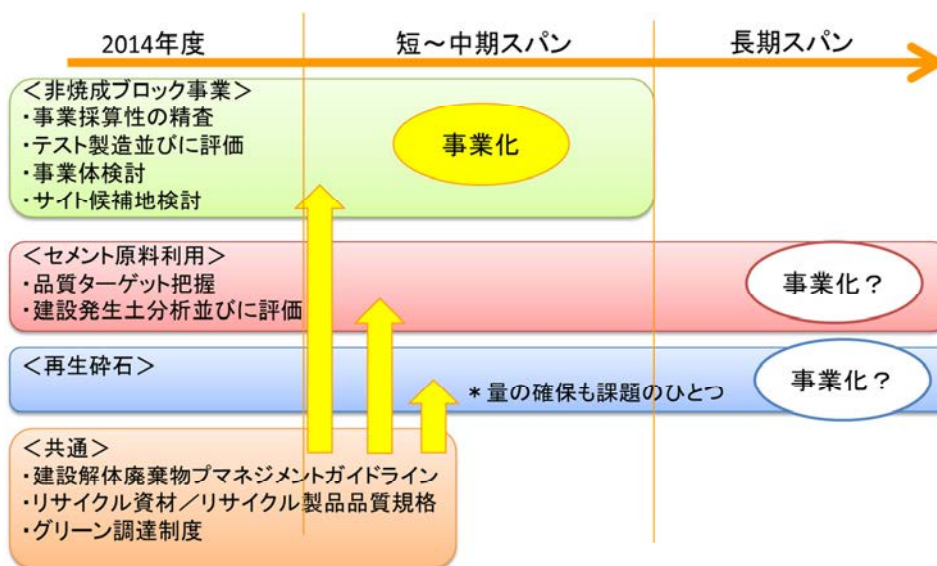 2014年度
短～中期スパン
長期スパン
＜非焼成ブロック事業＞
・事業採算性の精査
・テスト製造並びに評価
・事業体検討
・サイト候補地検討
事業化
＜セメント原料利用＞
・品質ターゲット把握
・建設発生土分析並びに評価
事業化？
＜再生砕石＞
＊量の確保も課題のひとつ
事業化？
＜共通＞
・建設解体廃棄物プマネジメントガイドライン
・リサイクル資材／リサイクル製品品質規格
・グリーン調達制度